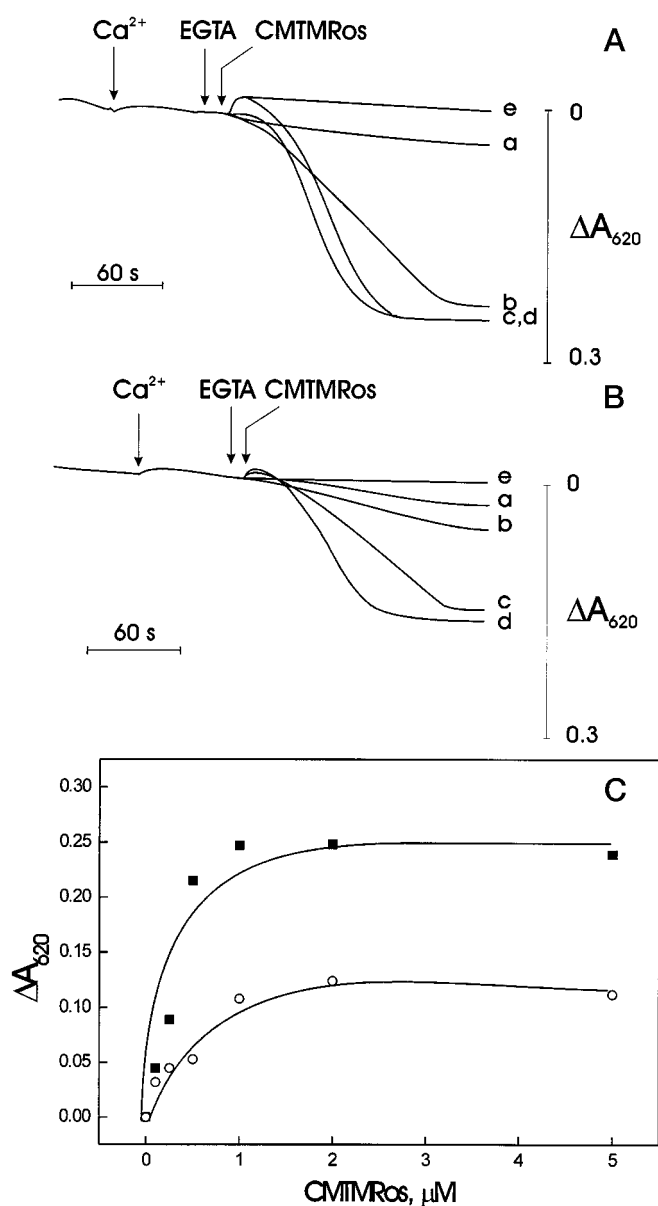 Ca²⁺ EGTA CMTMRos A
e 0
a
ΔA₆₂₀
60 s
b
c,d
0.3
Ca²⁺ EGTA CMTMRos B
e 0
a
b
c ΔA₆₂₀
d
60 s
0.3
C
0.30
0.25
0.20
0.15
0.10
0.05
0.00
ΔA₆₂₀
0 1 2 3 4 5
CMTMRos, μM